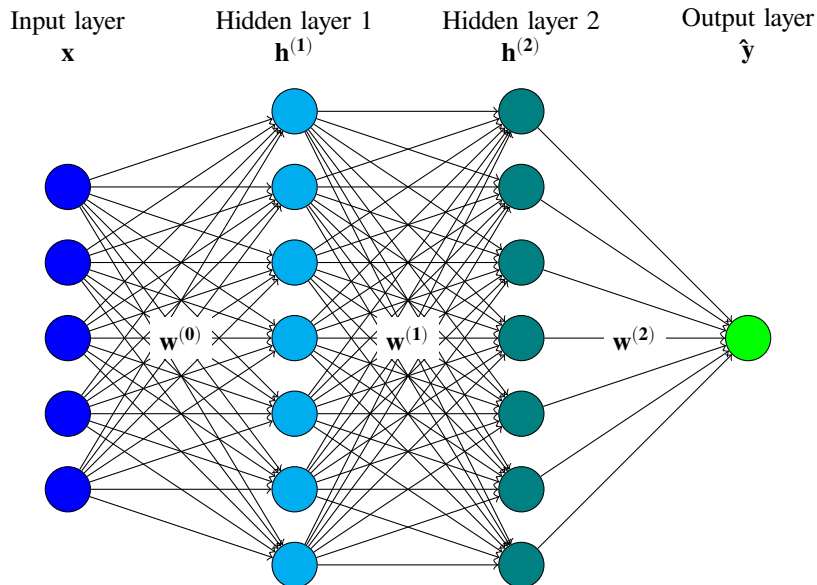 Input layer
x
Hidden layer 1
h^(1)
Hidden layer 2
h^(2)
Output layer
ŷ
w^(0)
w^(1)
w^(2)